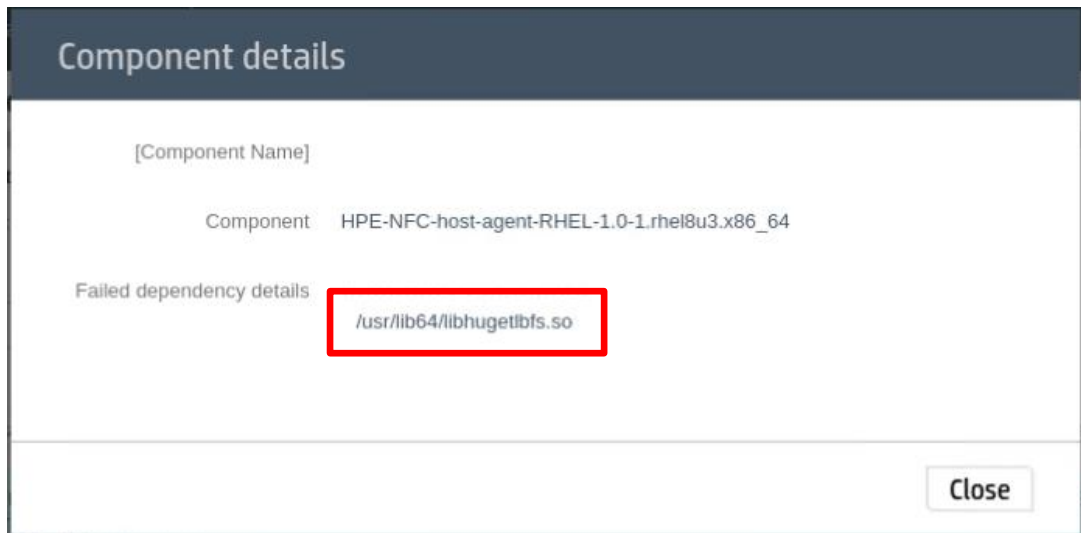 Component details
[Component Name]
Component HPE-NFC-host-agent-RHEL-1.0-1.rhel8u3.x86_64
Failed dependency details
/usr/lib64/libhugetlbfs.so
Close